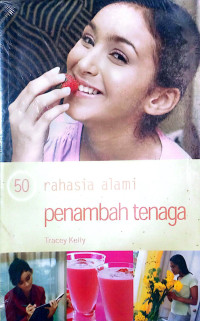 50 rahasia alami
penambah tenaga
Tracey Kelly